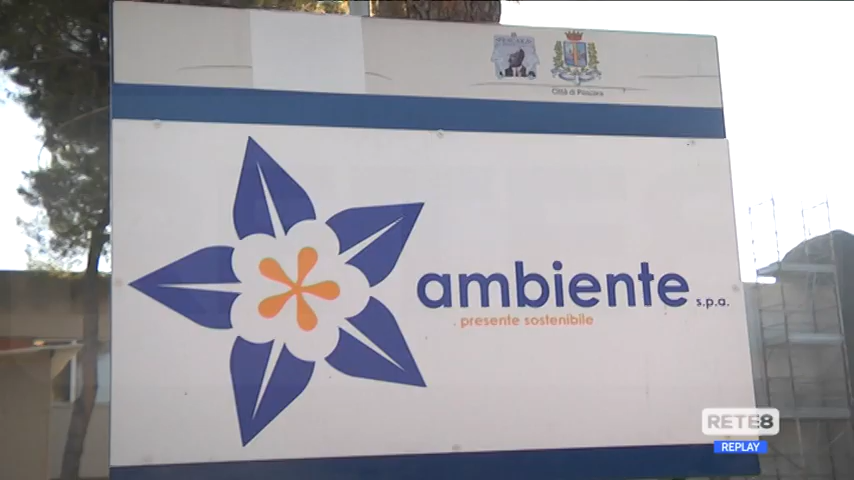 Città di Pescara
ambiente s.p.a.
presente sostenibile
RETE8
REPLAY